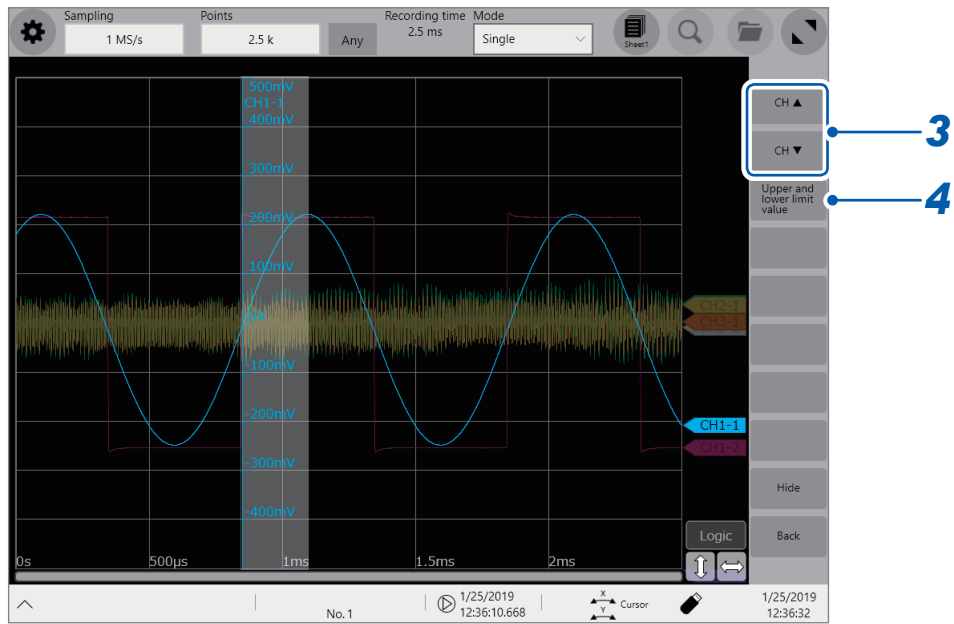 Sampling
Points
Recording time
Mode
1 MS/s
2.5 k
Any
2.5 ms
Single
Sheet1
500mV
CH1-1
400mV
300mV
200mV
100mV
0V
-100mV
-200mV
-300mV
-400mV
0s
500µs
1ms
1.5ms
2ms
CH2-1
CH3-1
CH1-1
CH1-2
Logic
CH ▲
CH ▼
3
Upper and
lower limit
value
4
Hide
Back
No. 1
1/25/2019
12:36:10.668
X
Y
Cursor
1/25/2019
12:36:32